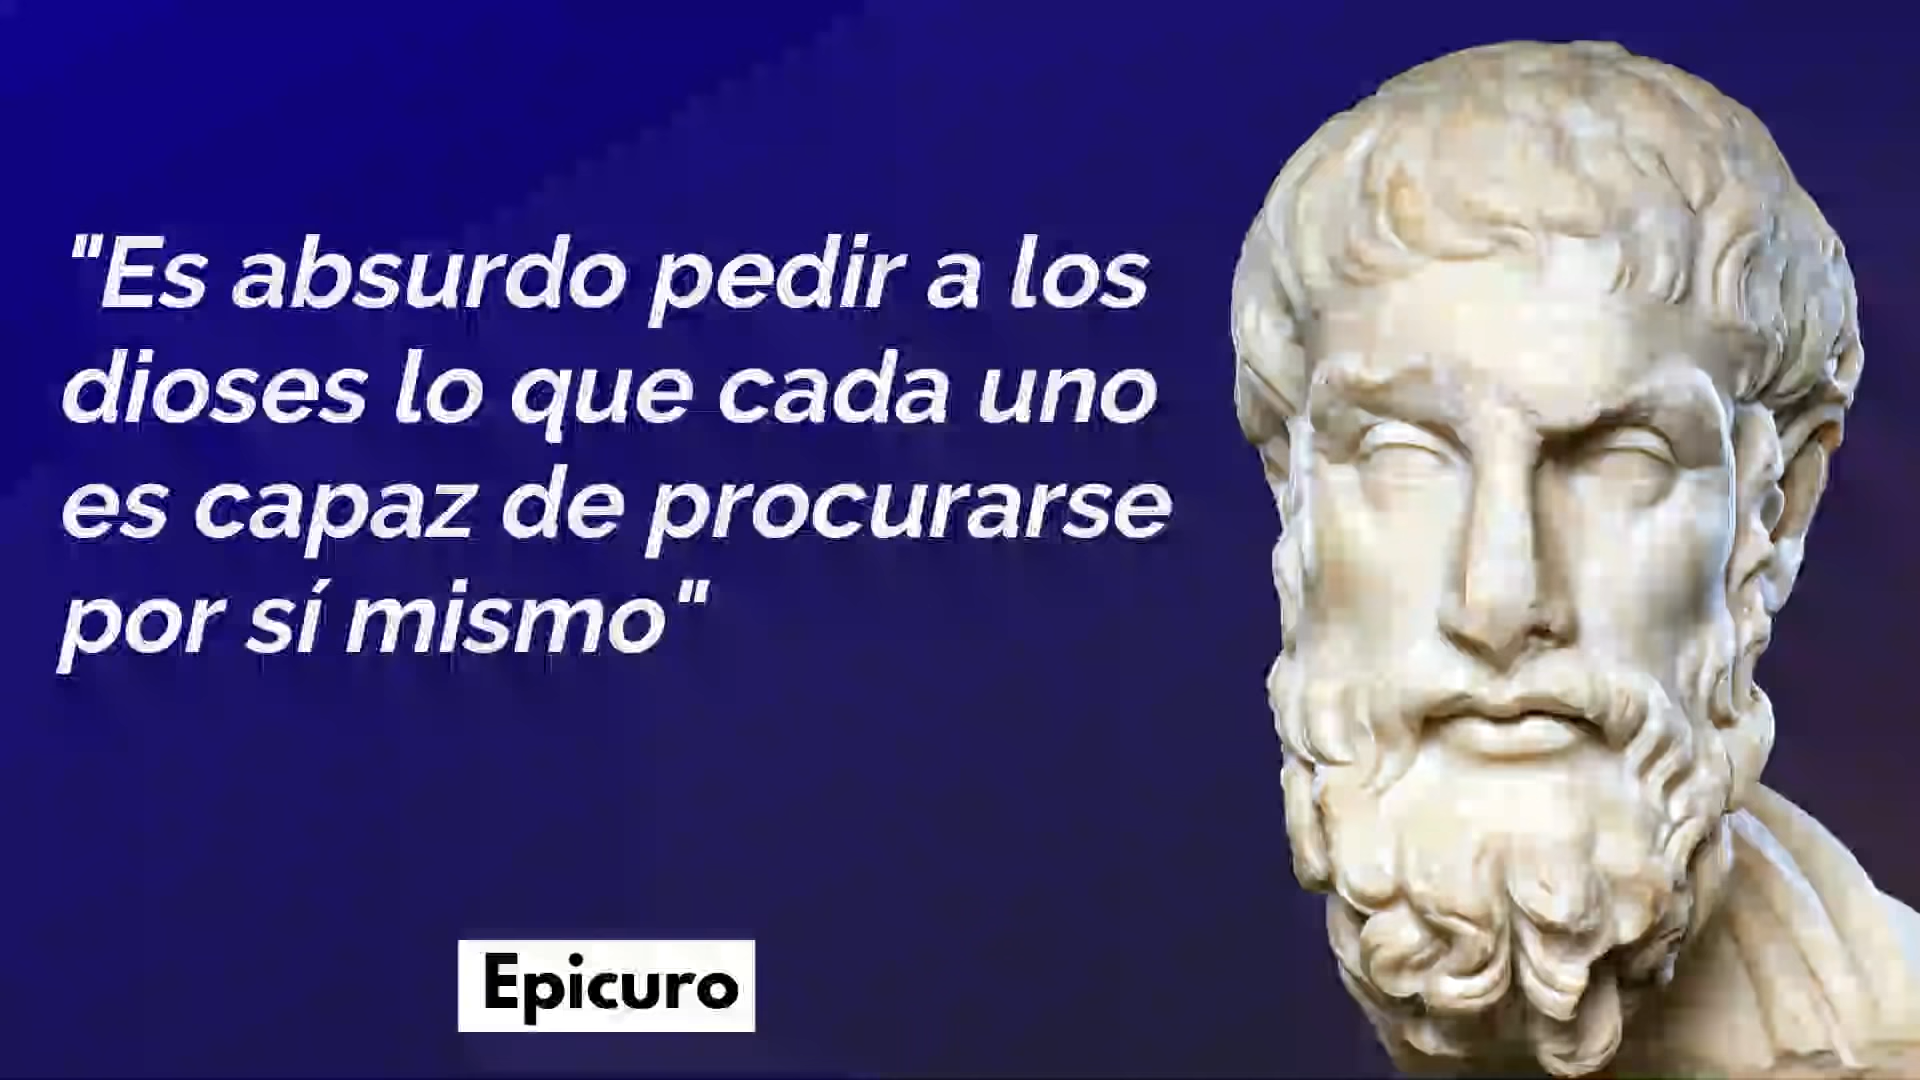 "Es absurdo pedir a los
dioses lo que cada uno
es capaz de procurarse
por sí mismo"
Epicuro